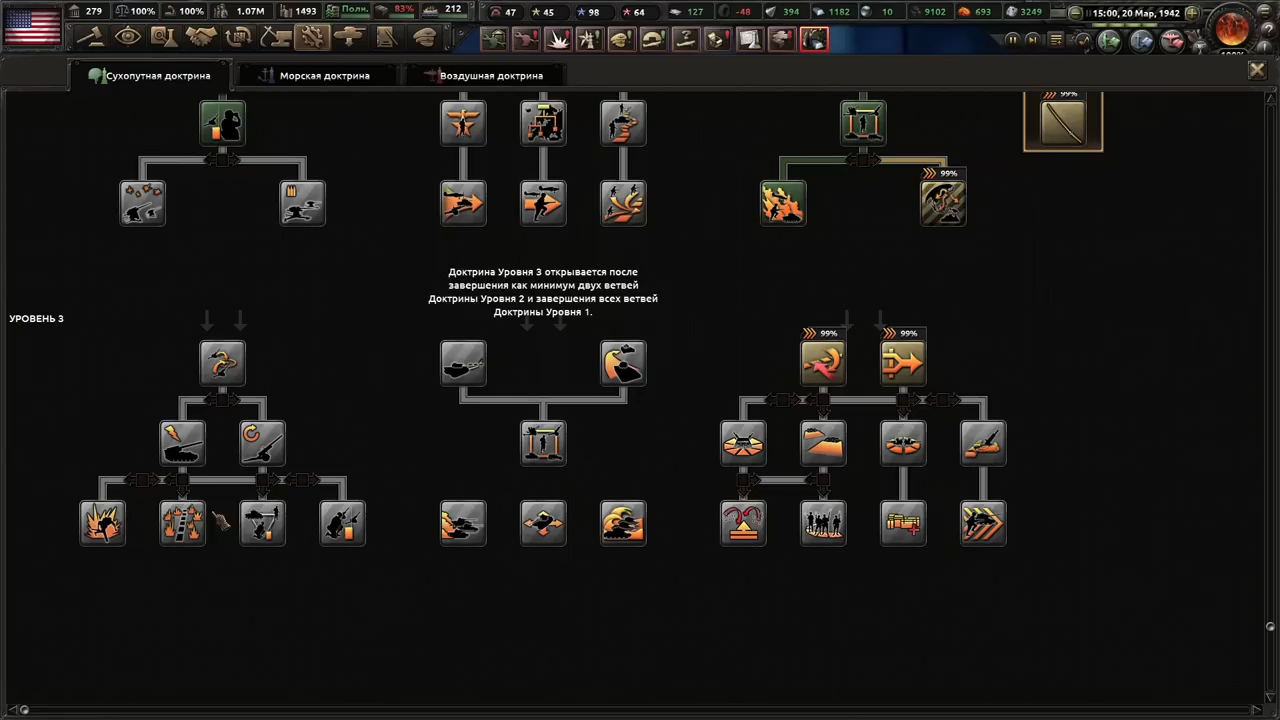 279
100%
100%
1.07M
1493
Полн.
83%
212
47
45
98
64
127
-48
394
1182
10
9102
693
3249
15:00, 20 Мар, 1942
100%
Сухопутная доктрина
Морская доктрина
Воздушная доктрина
99%
99%
Доктрина Уровня 3 открывается после
завершения как минимум двух ветвей
Доктрины Уровня 2 и завершения всех ветвей
Доктрины Уровня 1.
УРОВЕНЬ 3
99%
99%